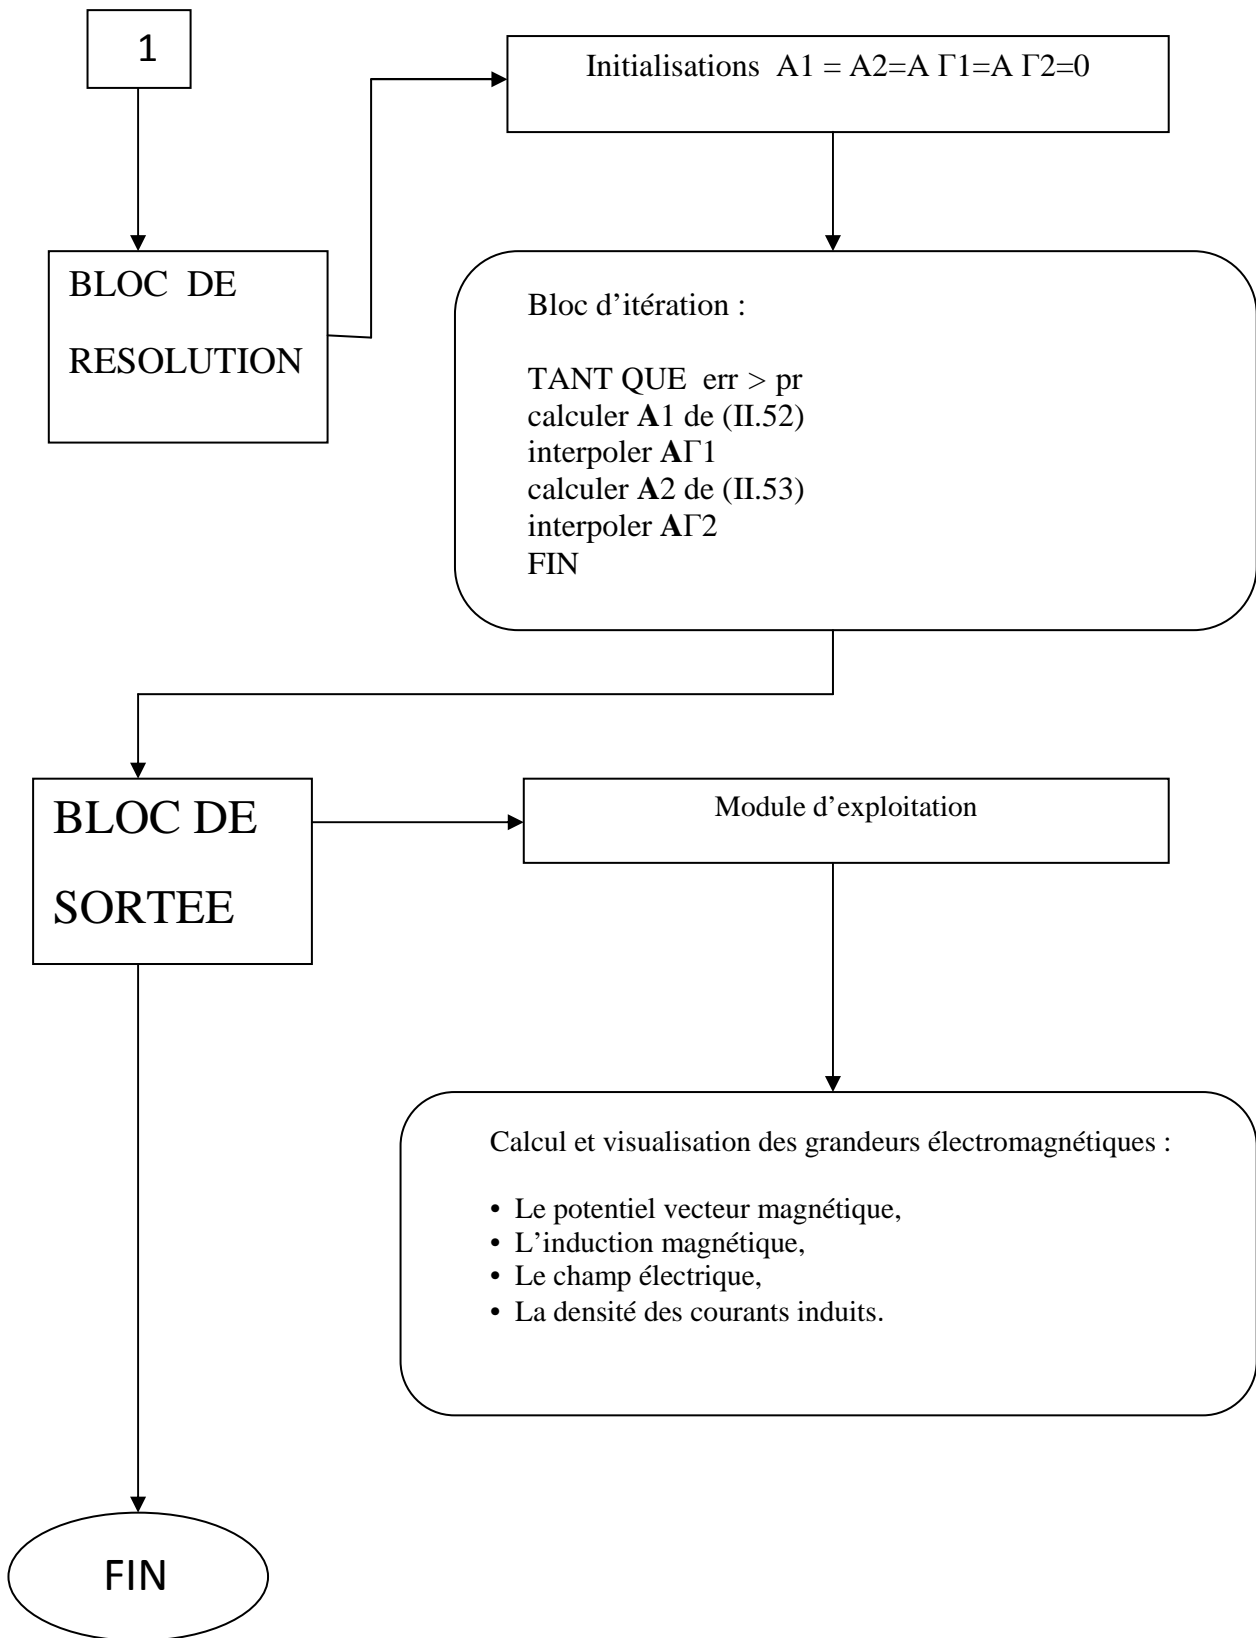 1
Initialisations A1 = A2=A Γ1=A Γ2=0
BLOC DE
RESOLUTION
Bloc d’itération :
TANT QUE err > pr
calculer A1 de (II.52)
interpoler AΓ1
calculer A2 de (II.53)
interpoler AΓ2
FIN
BLOC DE
SORTEE
Module d’exploitation
Calcul et visualisation des grandeurs électromagnétiques :
• Le potentiel vecteur magnétique,
• L’induction magnétique,
• Le champ électrique,
• La densité des courants induits.
FIN